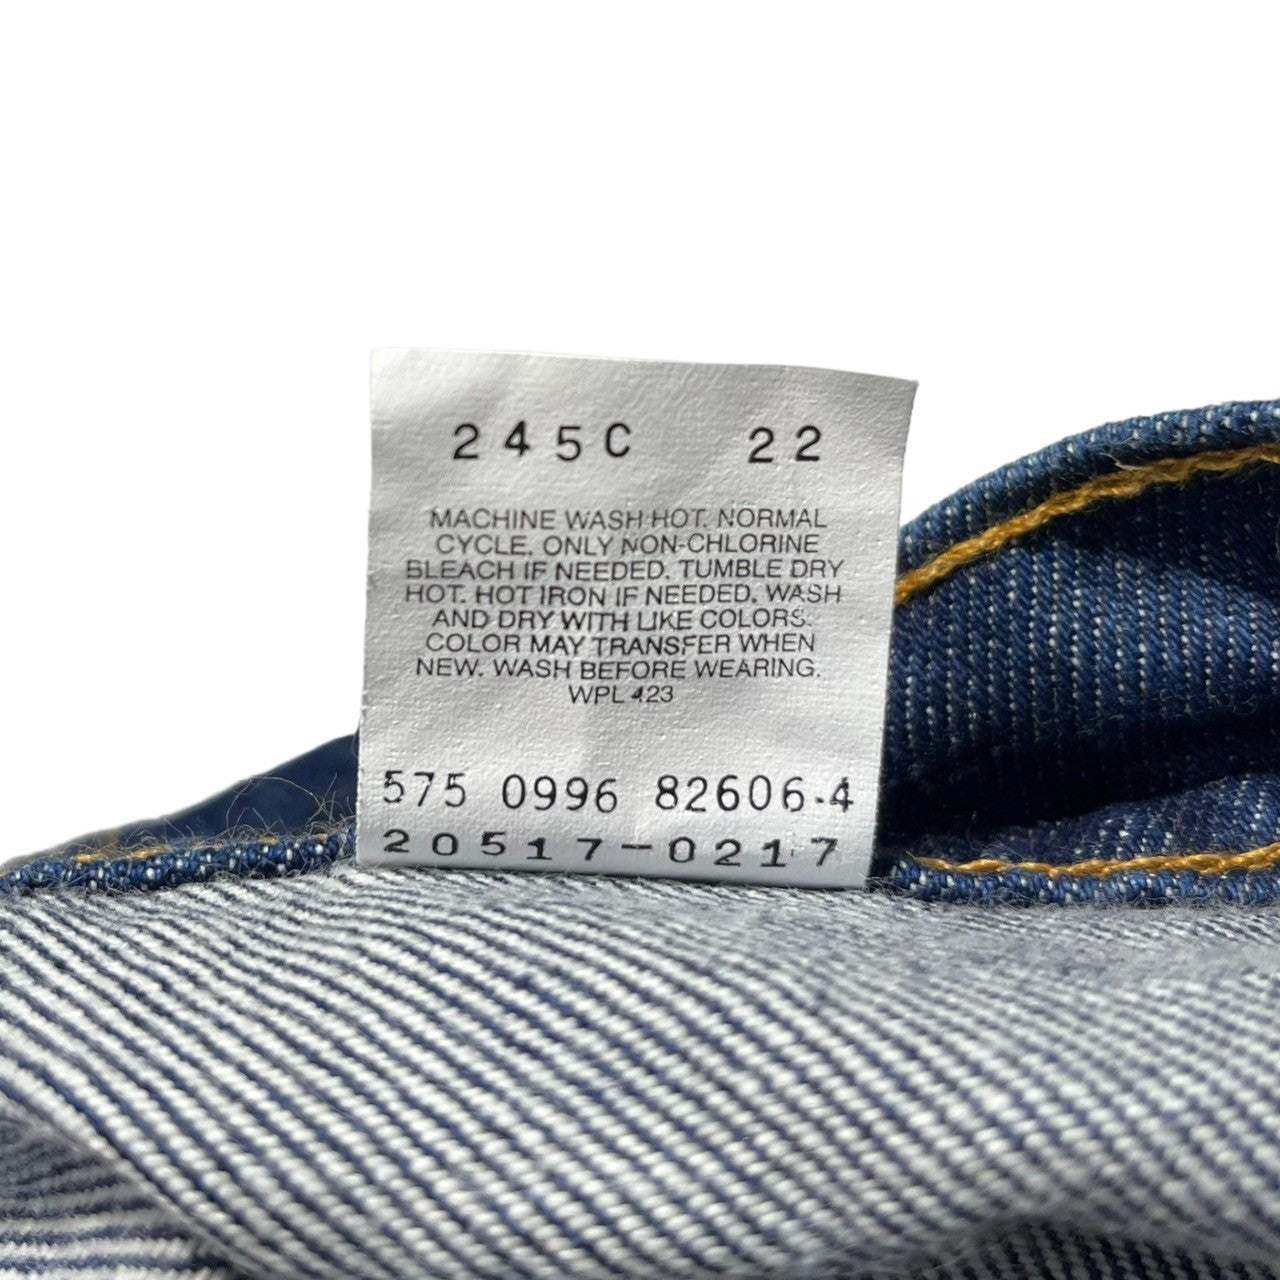 245C 22
MACHINE WASH HOT. NORMAL
CYCLE. ONLY NON-CHLORINE
BLEACH IF NEEDED. TUMBLE DRY
HOT. HOT IRON IF NEEDED. WASH
AND DRY WITH LIKE COLORS.
COLOR MAY TRANSFER WHEN
NEW. WASH BEFORE WEARING.
WPL 423
575 0996 82606-4
20517-0217